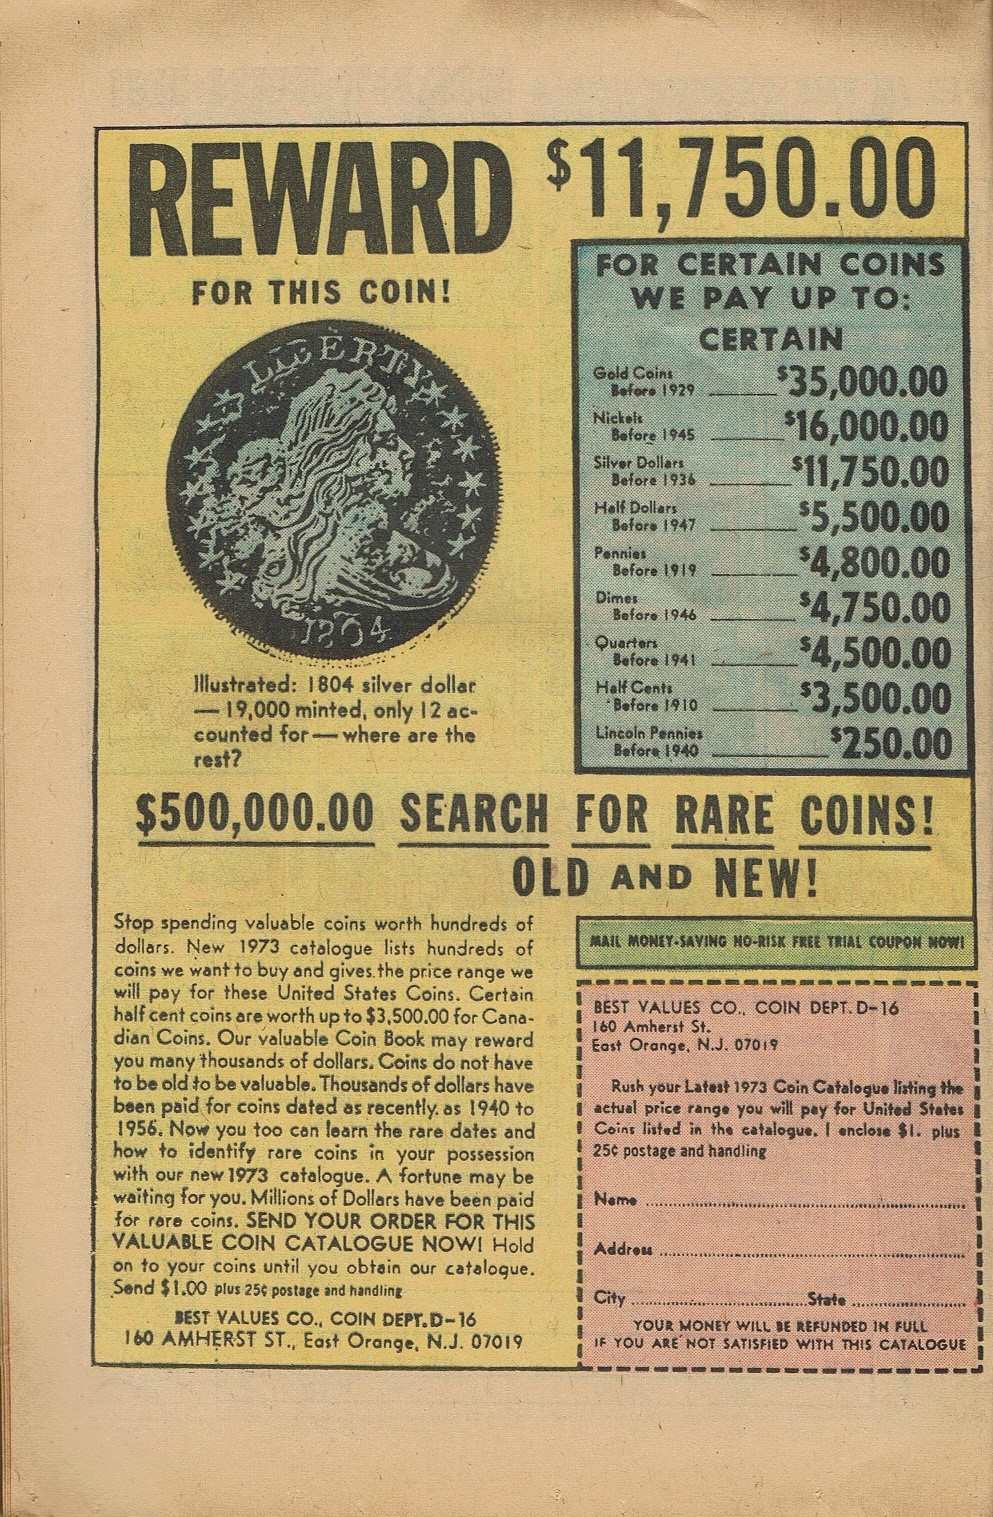 REWARD $11,750.00
FOR THIS COIN!
LIBERTY
1804
Illustrated: 1804 silver dollar
— 19,000 minted, only 12 ac-
counted for — where are the
rest?
FOR CERTAIN COINS
WE PAY UP TO:
CERTAIN
Gold Coins
Before 1929 $35,000.00
Nickels
Before 1945 $16,000.00
Silver Dollars
Before 1936 $11,750.00
Half Dollars
Before 1947 $5,500.00
Pennies
Before 1919 $4,800.00
Dimes
Before 1946 $4,750.00
Quarters
Before 1941 $4,500.00
Half Cents
Before 1910 $3,500.00
Lincoln Pennies
Before 1940 $250.00
$500,000.00 SEARCH FOR RARE COINS!
OLD AND NEW!
Stop spending valuable coins worth hundreds of
dollars. New 1973 catalogue lists hundreds of
coins we want to buy and gives the price range we
will pay for these United States Coins. Certain
half cent coins are worth up to $3,500.00 for Cana-
dian Coins. Our valuable Coin Book may reward
you many thousands of dollars. Coins do not have
to be old to be valuable. Thousands of dollars have
been paid for coins dated as recently as 1940 to
1956. Now you too can learn the rare dates and
how to identify rare coins in your possession
with our new 1973 catalogue. A fortune may be
waiting for you. Millions of Dollars have been paid
for rare coins. SEND YOUR ORDER FOR THIS
VALUABLE COIN CATALOGUE NOW! Hold
on to your coins until you obtain our catalogue.
Send $1.00 plus 25¢ postage and handling
BEST VALUES CO., COIN DEPT. D-16
160 AMHERST ST., East Orange, N.J. 07019
MAIL MONEY-SAVING NO-RISK FREE TRIAL COUPON NOW!
BEST VALUES CO., COIN DEPT. D-16
160 Amherst St.
East Orange, N.J. 07019
Rush your Latest 1973 Coin Catalogue listing the
actual price range you will pay for United States
Coins listed in the catalogue. I enclose $1. plus
25¢ postage and handling
Name
Address
City State
YOUR MONEY WILL BE REFUNDED IN FULL
IF YOU ARE NOT SATISFIED WITH THIS CATALOGUE